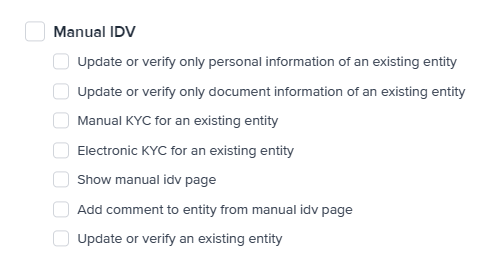 Manual IDV
Update or verify only personal information of an existing entity
Update or verify only document information of an existing entity
Manual KYC for an existing entity
Electronic KYC for an existing entity
Show manual idv page
Add comment to entity from manual idv page
Update or verify an existing entity